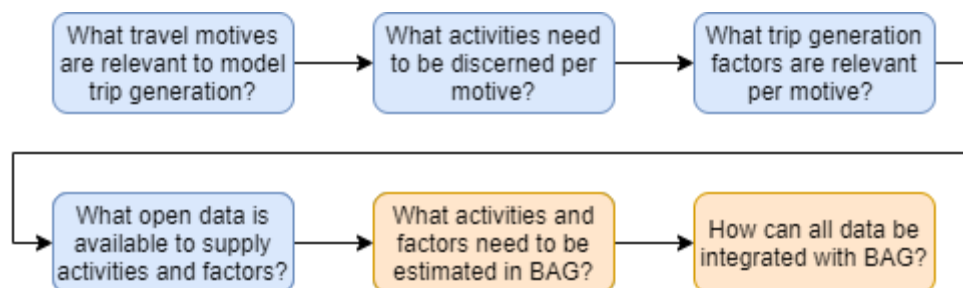 What travel motives
are relevant to model
trip generation?
What activities need
to be discerned per
motive?
What trip generation
factors are relevant
per motive?
What open data is
available to supply
activities and factors?
What activities and
factors need to be
estimated in BAG?
How can all data be
integrated with BAG?